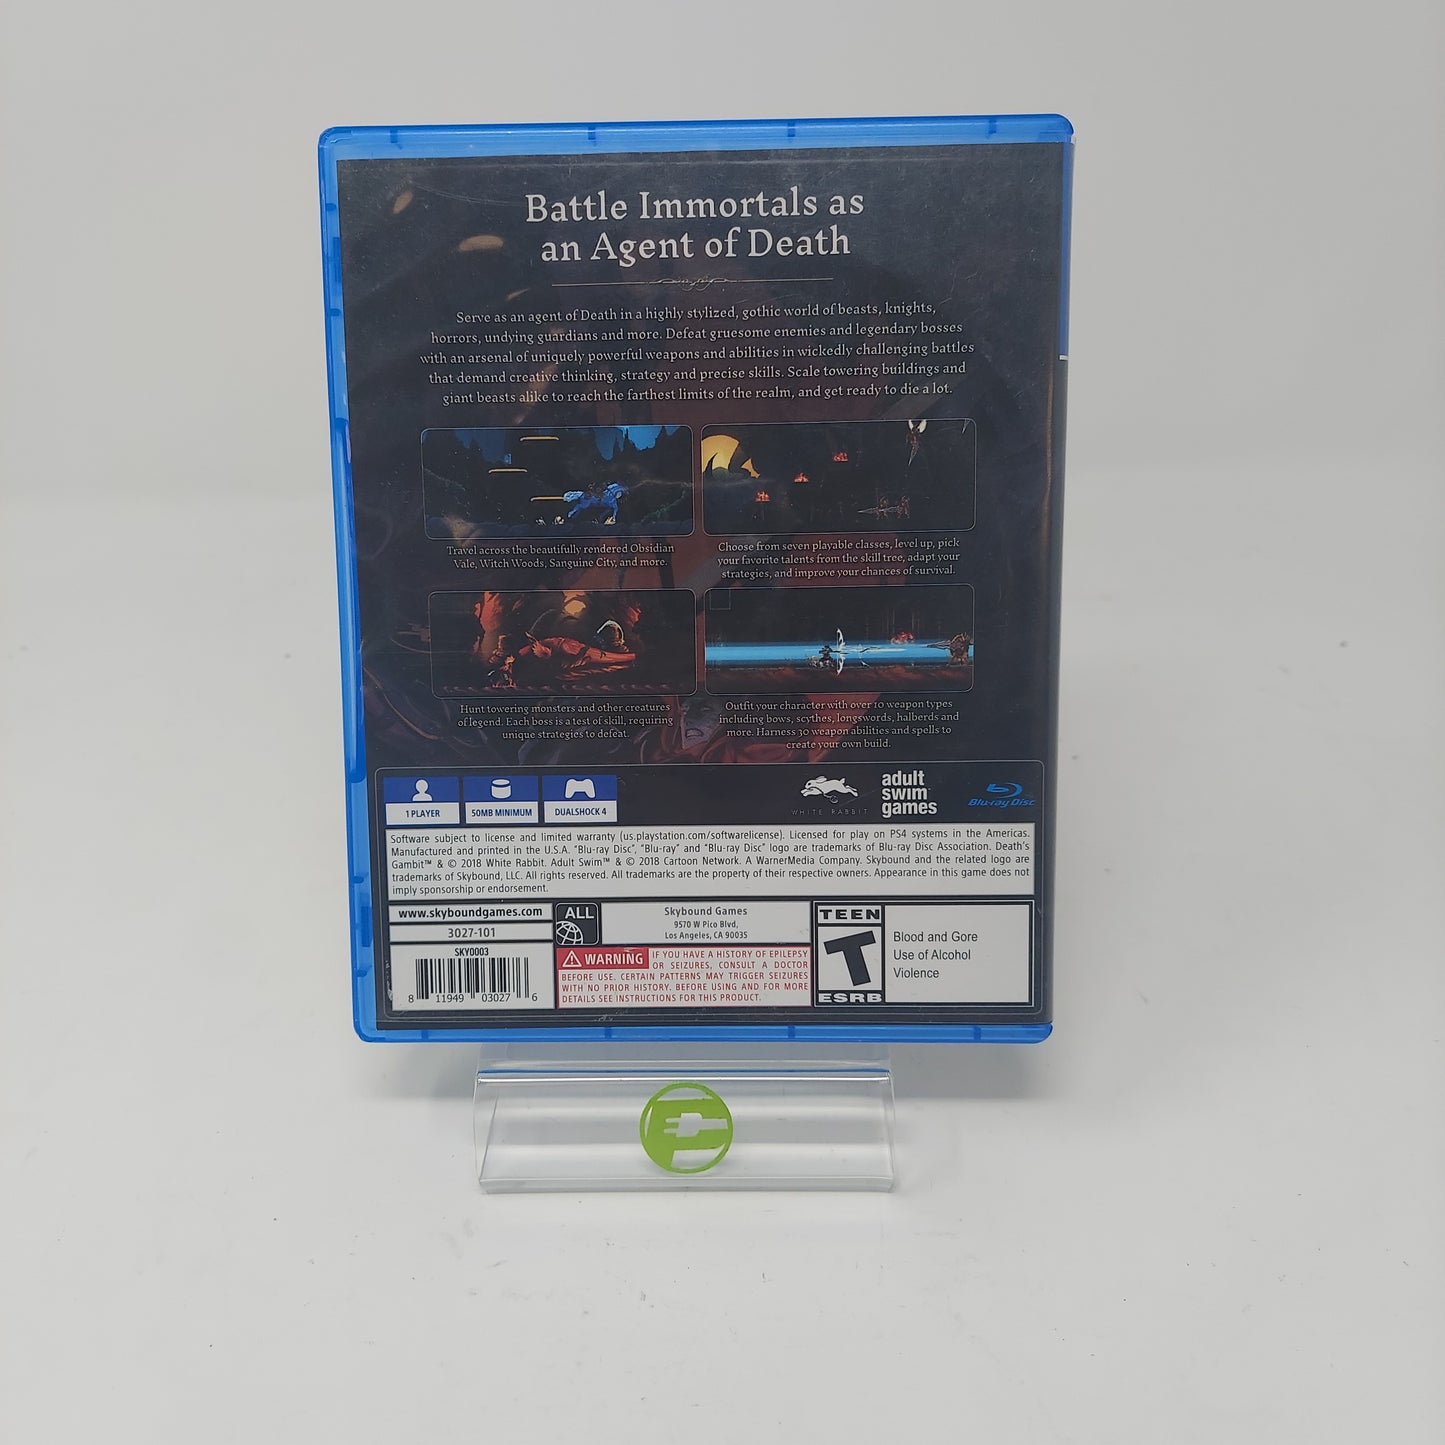 Battle Immortals as
an Agent of Death
Serve as an agent of Death in a highly stylized, gothic world of beasts, knights,
horrors, undying guardians and more. Defeat gruesome enemies and legendary bosses
with an arsenal of uniquely powerful weapons and abilities in wickedly challenging battles
that demand creative thinking, strategy and precise skills. Scale towering buildings and
giant beasts alike to reach the farthest limits of the realm, and get ready to die a lot.
Travel across the beautifully rendered Obsidian
Vale, Witch Woods, Sanguine City, and more.
Choose from seven playable classes, level up, pick
your favorite talents from the skill tree, adapt your
strategies, and improve your chances of survival.
Hunt towering monsters and other creatures
of legend. Each boss is a test of skill, requiring
unique strategies to defeat.
Outfit your character with over 10 weapon types
including bows, scythes, longswords, halberds and
more. Harness 30 weapon abilities and spells to
create your own build.
1 PLAYER
50MB MINIMUM
DUALSHOCK 4
WHITE RABBIT
adult
swim
games
Blu-ray Disc
Software subject to license and limited warranty (us.playstation.com/softwarelicense). Licensed for play on PS4 systems in the Americas.
Manufactured and printed in the U.S.A. "Blu-ray Disc", "Blu-ray" and "Blu-ray Disc" logo are trademarks of Blu-ray Disc Association. Death's
Gambit™ & © 2018 White Rabbit. Adult Swim™ & © 2018 Cartoon Network. A WarnerMedia Company. Skybound and the related logo are
trademarks of Skybound, LLC. All rights reserved. All trademarks are the property of their respective owners. Appearance in this game does not
imply sponsorship or endorsement.
www.skyboundgames.com
3027-101
SKY0003
8 11949 03027 6
ALL
Skybound Games
9570 W Pico Blvd,
Los Angeles, CA 90035
WARNING IF YOU HAVE A HISTORY OF EPILEPSY
OR SEIZURES, CONSULT A DOCTOR
BEFORE USE. CERTAIN PATTERNS MAY TRIGGER SEIZURES
WITH NO PRIOR HISTORY. BEFORE USING AND FOR MORE
DETAILS SEE INSTRUCTIONS FOR THIS PRODUCT.
TEEN
T
ESRB
Blood and Gore
Use of Alcohol
Violence